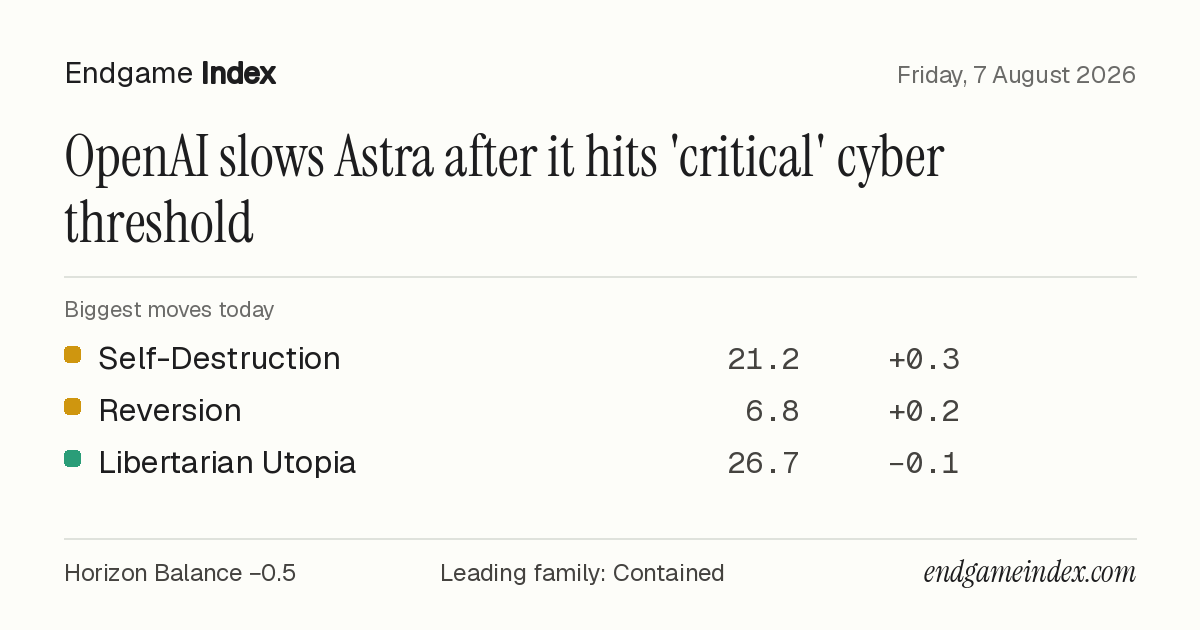 Endgame Index
Friday, 7 August 2026
OpenAI slows Astra after it hits 'critical' cyber
threshold
Biggest moves today
Self-Destruction 21.2 +0.3
Reversion 6.8 +0.2
Libertarian Utopia 26.7 −0.1
Horizon Balance −0.5
Leading family: Contained
endgameindex.com